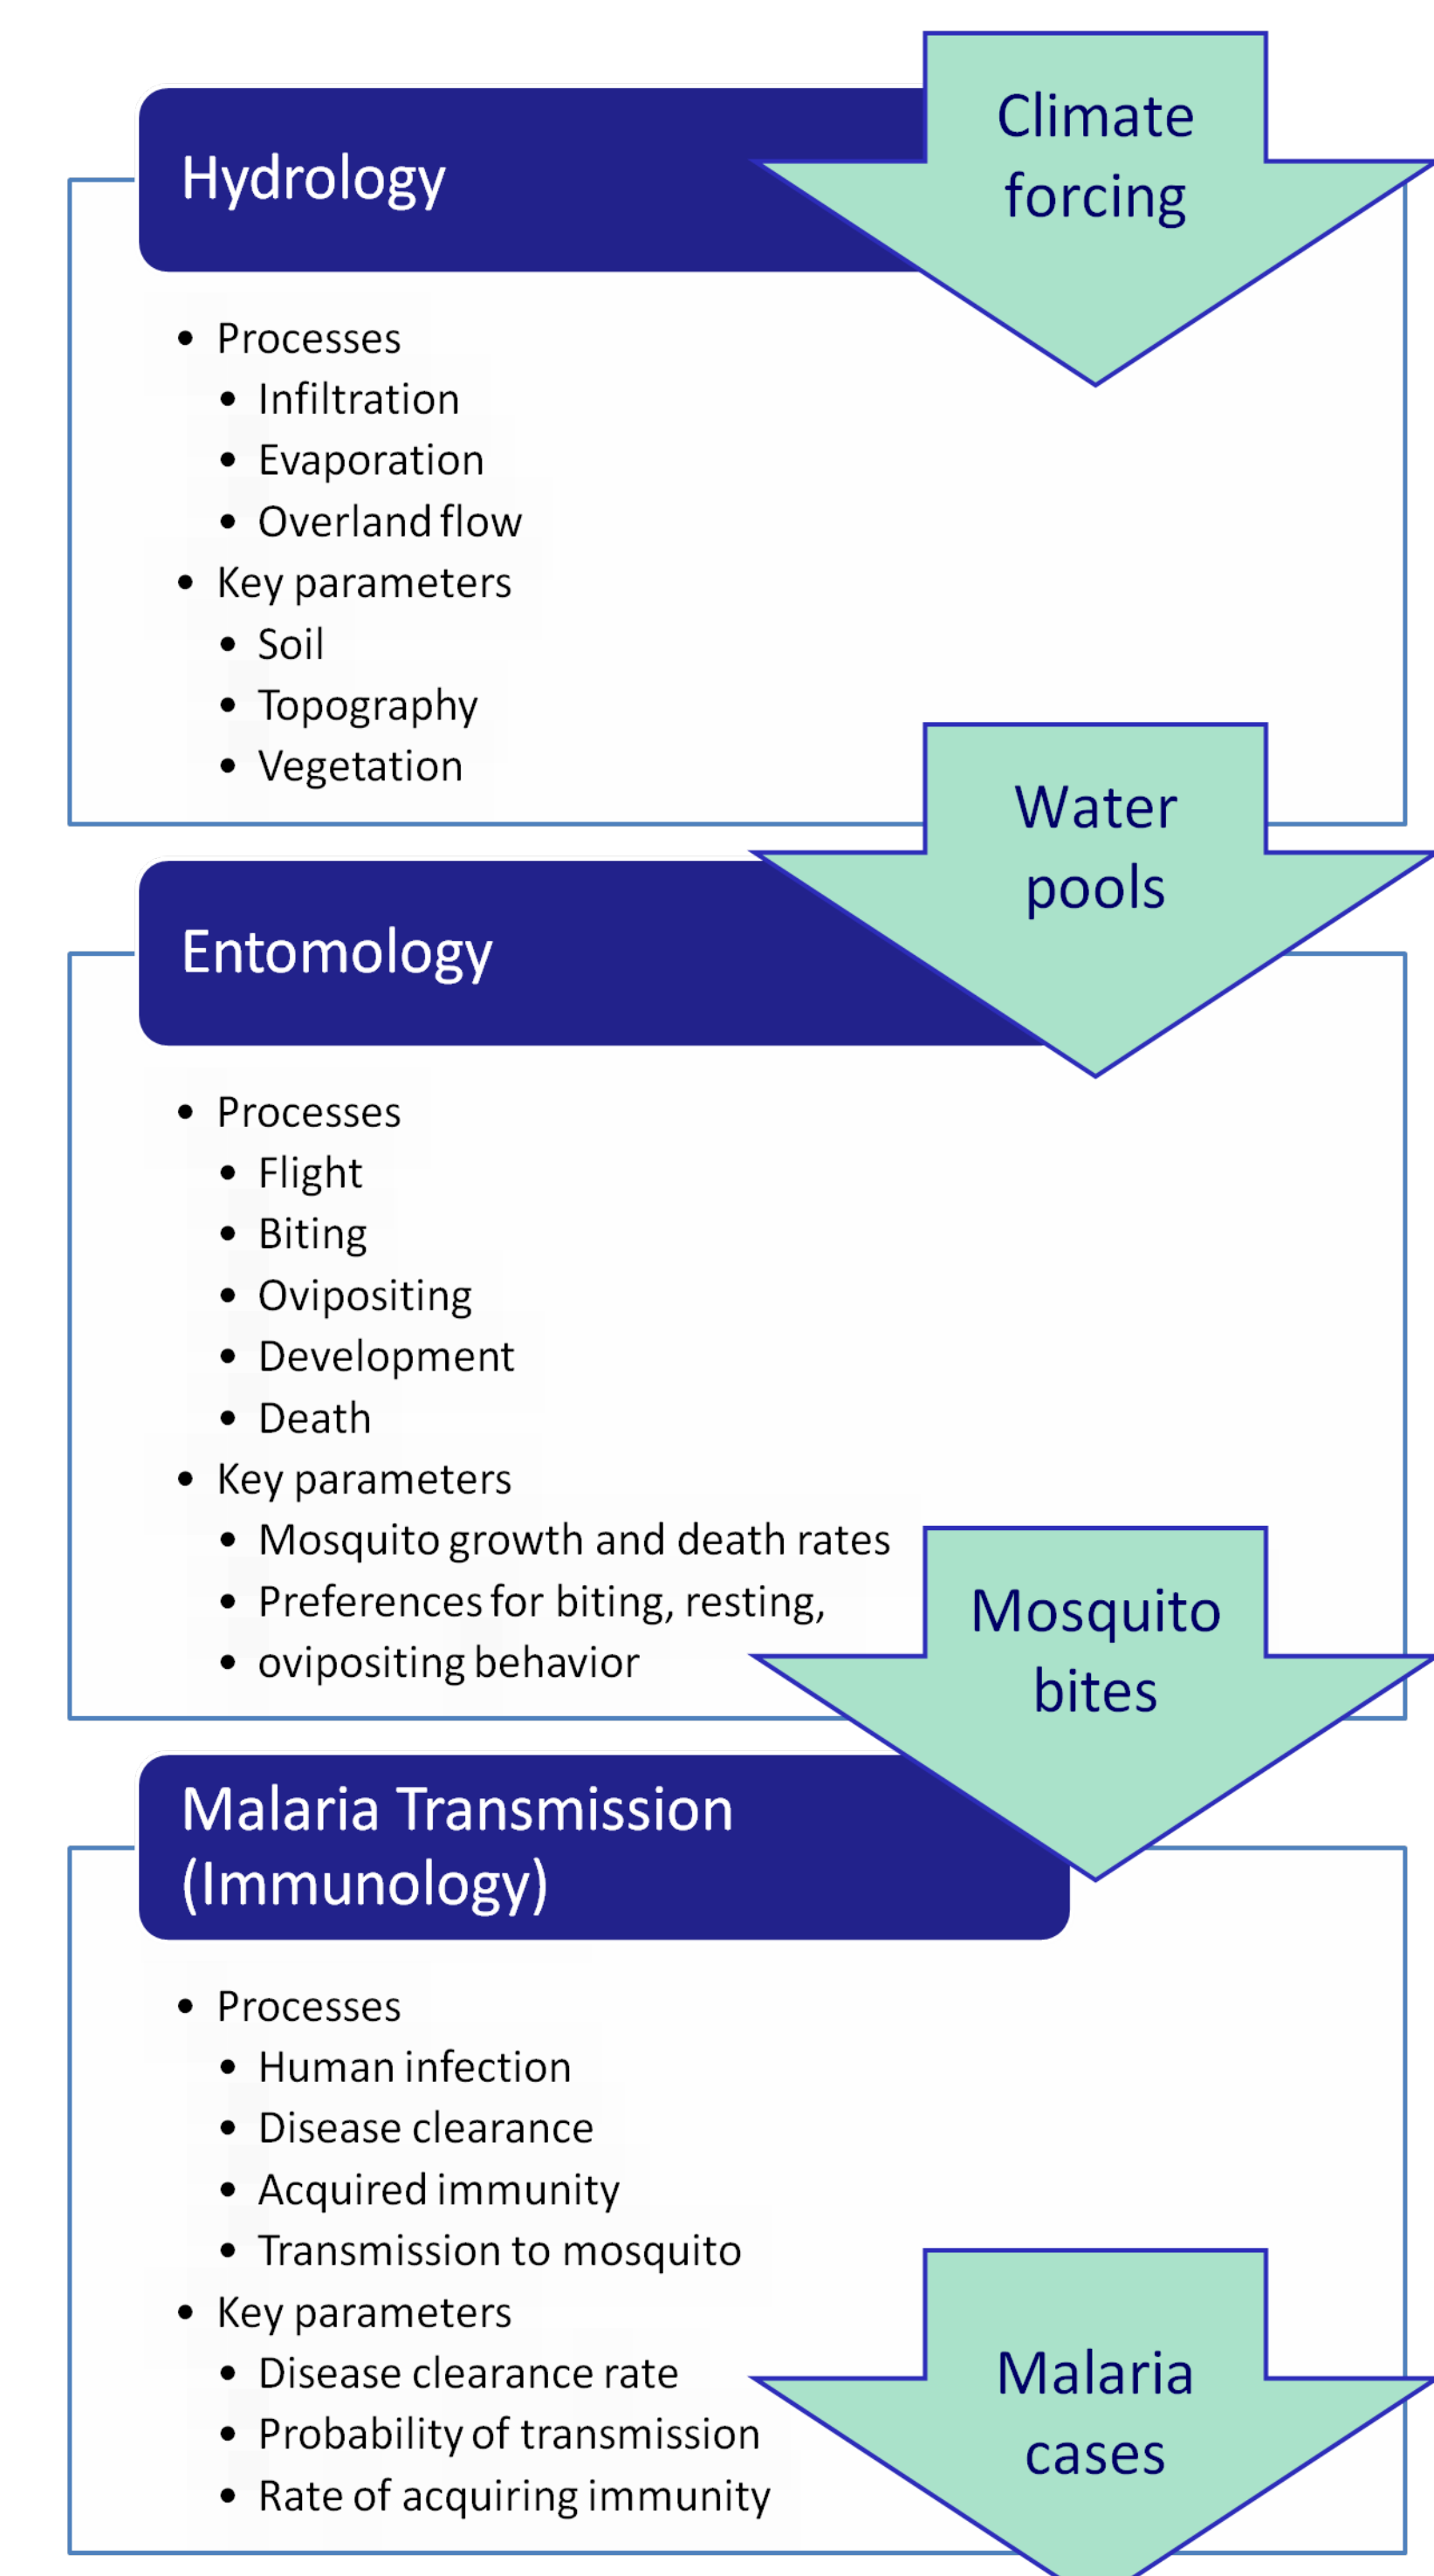 Climate
forcing
Hydrology
• Processes
• Infiltration
• Evaporation
• Overland flow
• Key parameters
• Soil
• Topography
• Vegetation
Water
pools
Entomology
• Processes
• Flight
• Biting
• Ovipositing
• Development
• Death
• Key parameters
• Mosquito growth and death rates
• Preferences for biting, resting,
• ovipositing behavior
Mosquito
bites
Malaria Transmission
(Immunology)
• Processes
• Human infection
• Disease clearance
• Acquired immunity
• Transmission to mosquito
• Key parameters
• Disease clearance rate
• Probability of transmission
• Rate of acquiring immunity
Malaria
cases